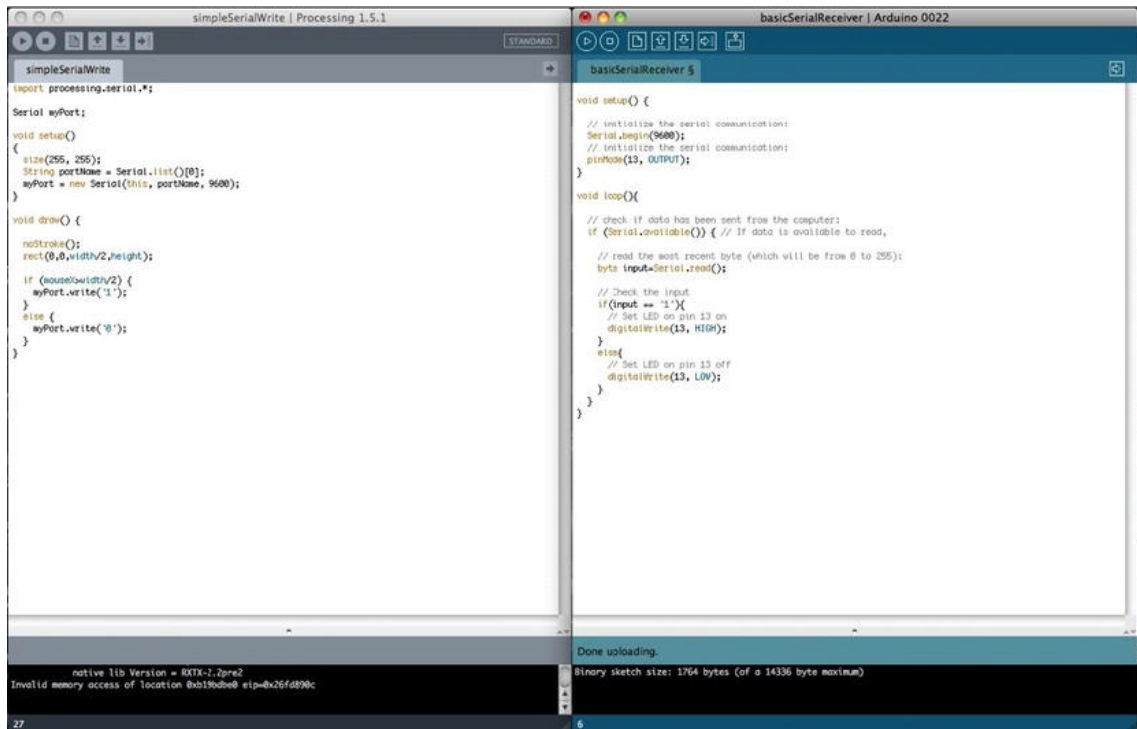 simpleSerialWrite | Processing 1.5.1
STANDARD
simpleSerialWrite
import processing.serial.*;
Serial myPort;
void setup()
{
size(255, 255);
String portName = Serial.list()[0];
myPort = new Serial(this, portName, 9600);
}
void draw() {
noStroke();
rect(0,0,width/2,height);
if (mouseX>width/2) {
myPort.write('1');
}
else {
myPort.write('0');
}
}
native lib Version = RXTX-2.2pre2
Invalid memory access of location 0xb19bdbe0 eip=0x26fd890c
27
basicSerialReceiver | Arduino 0022
basicSerialReceiver §
void setup() {
// initialize the serial communication:
Serial.begin(9600);
// initialize the serial communication:
pinMode(13, OUTPUT);
}
void loop(){
// check if data has been sent from the computer:
if (Serial.available()) { // If data is available to read,
// read the most recent byte (which will be from 0 to 255):
byte input=Serial.read();
// Check the input
if(input == '1'){
// Set LED on pin 13 on
digitalWrite(13, HIGH);
}
else{
// Set LED on pin 13 off
digitalWrite(13, LOW);
}
}
}
Done uploading.
Binary sketch size: 1764 bytes (of a 14336 byte maximum)
6